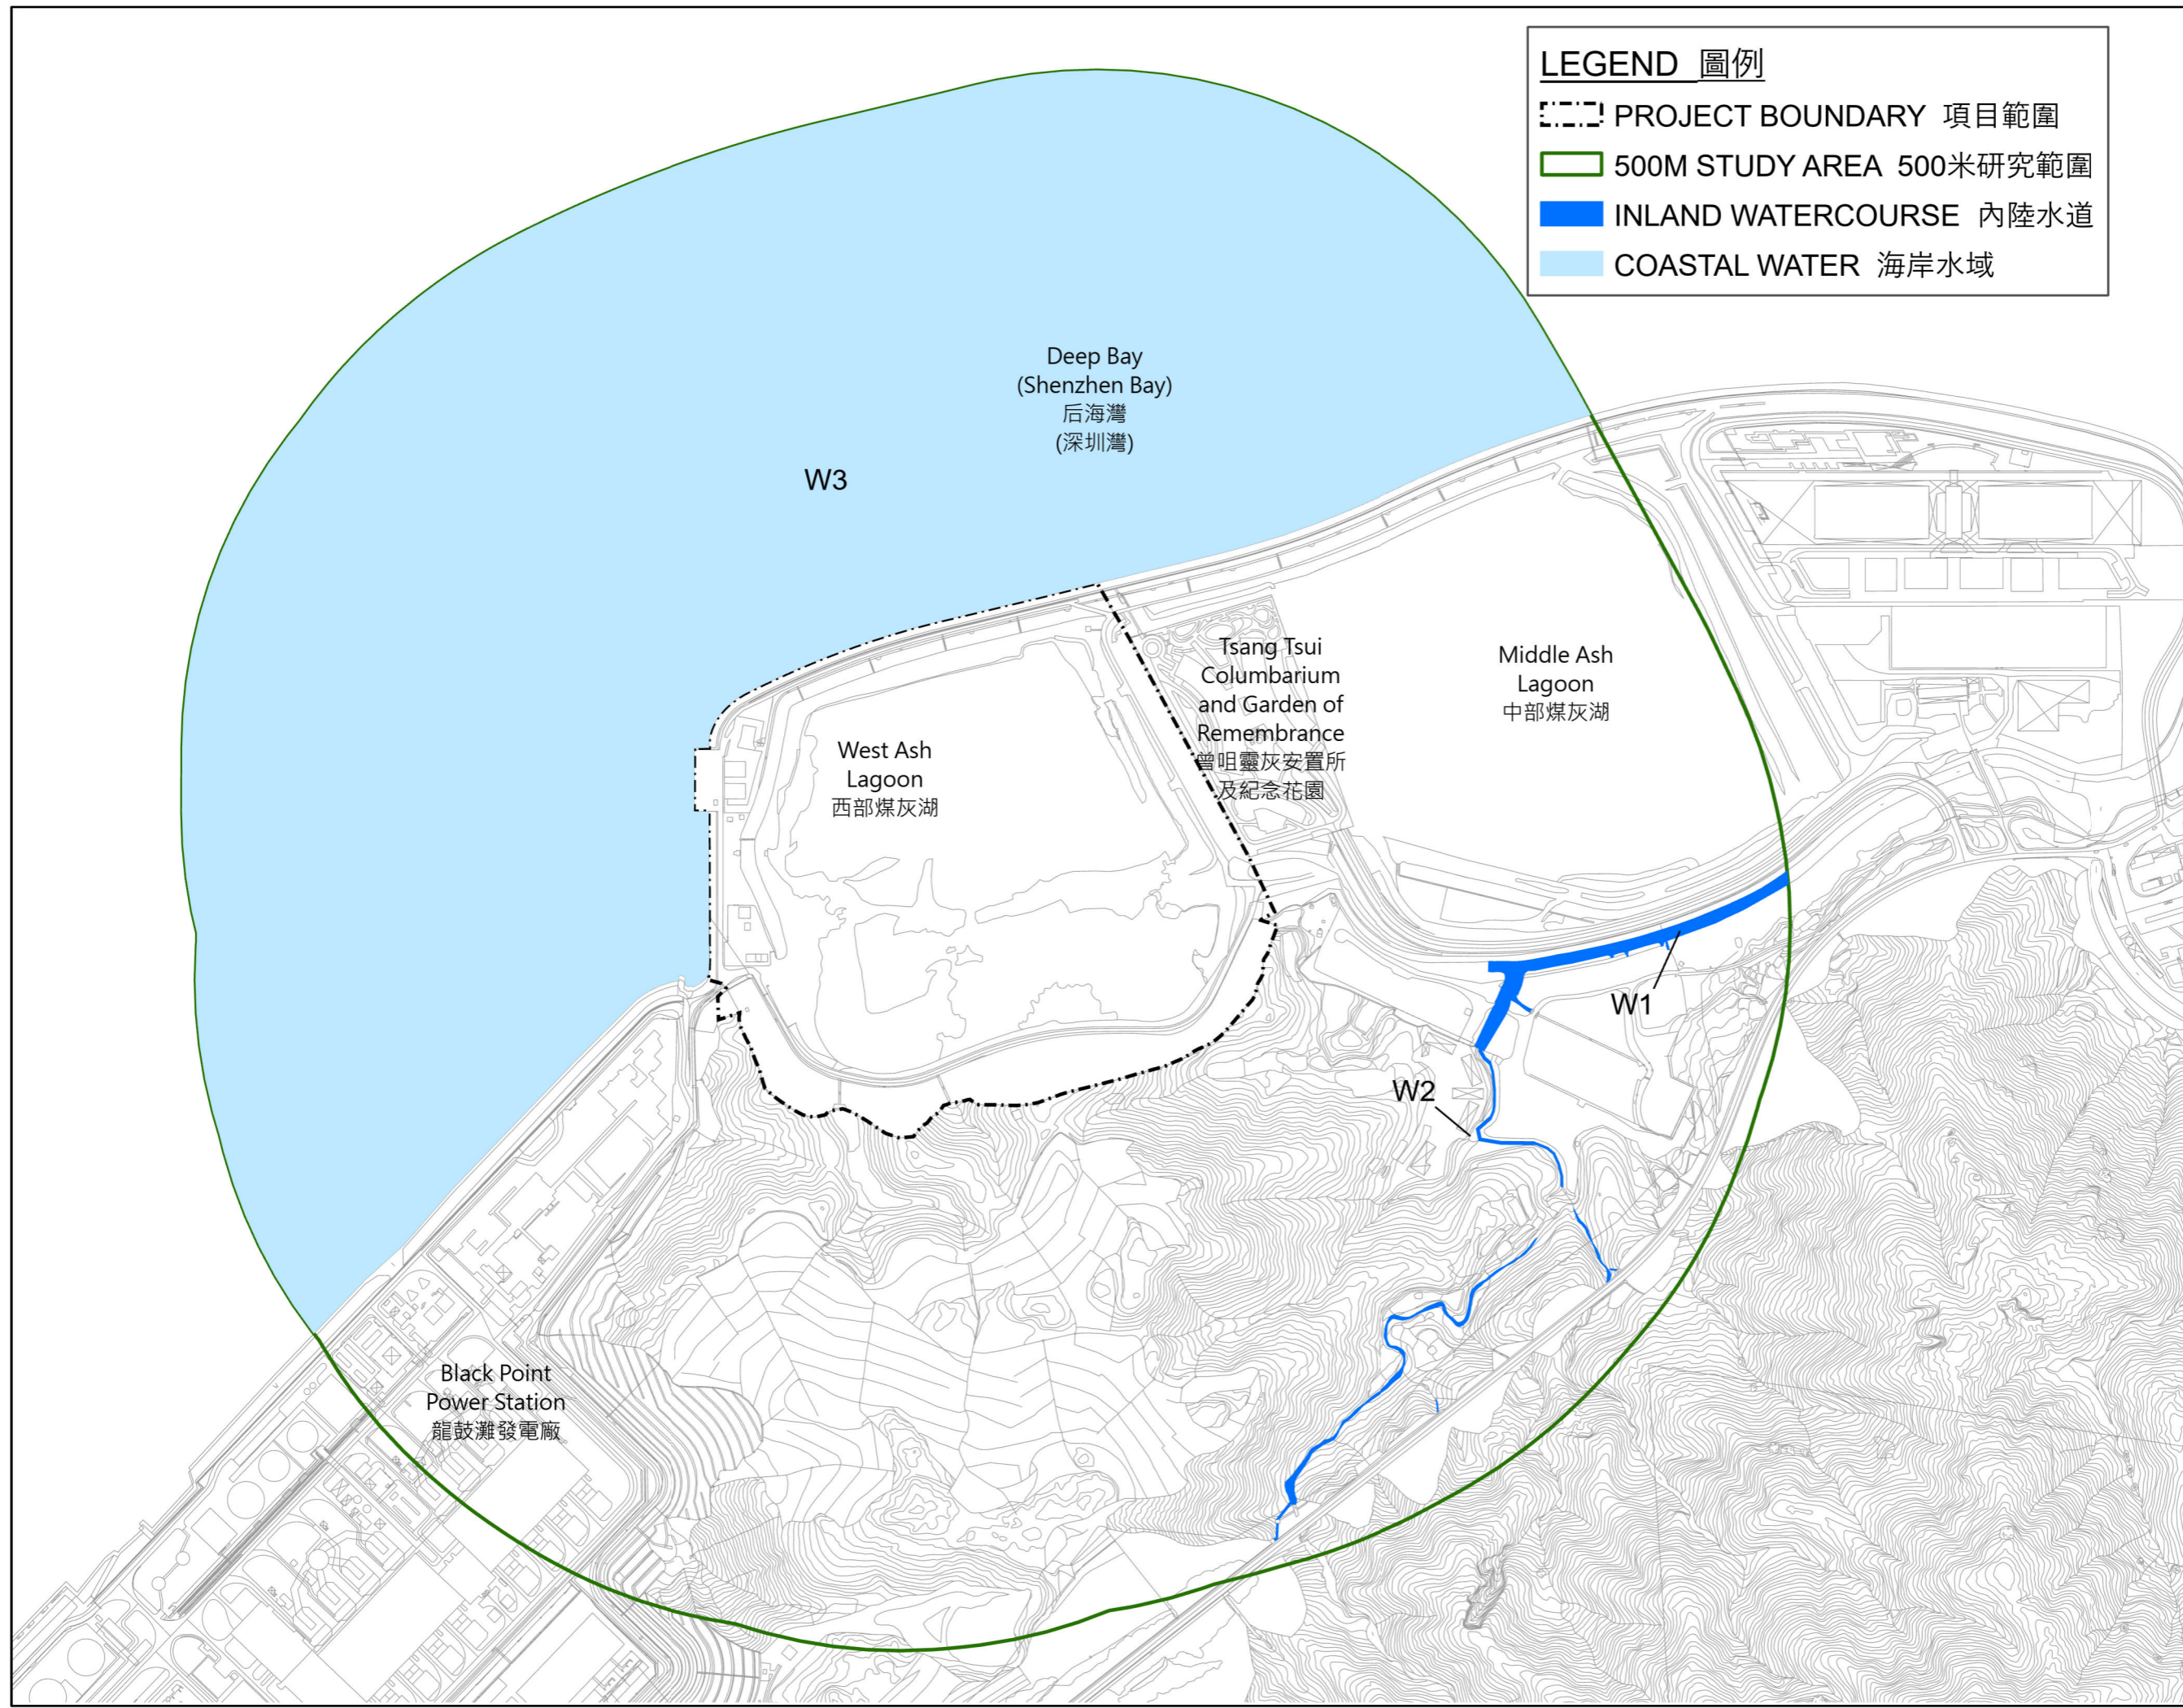 LEGEND 圖例
PROJECT BOUNDARY 項目範圍
500M STUDY AREA 500米研究範圍
INLAND WATERCOURSE 內陸水道
COASTAL WATER 海岸水域
Deep Bay
(Shenzhen Bay)
后海灣
(深圳灣)
W3
Tsang Tsui
Columbarium
and Garden of
Remembrance
曾咀靈灰安置所
及紀念花園
Middle Ash
Lagoon
中部煤灰湖
West Ash
Lagoon
西部煤灰湖
W1
W2
Black Point
Power Station
龍鼓灘發電廠